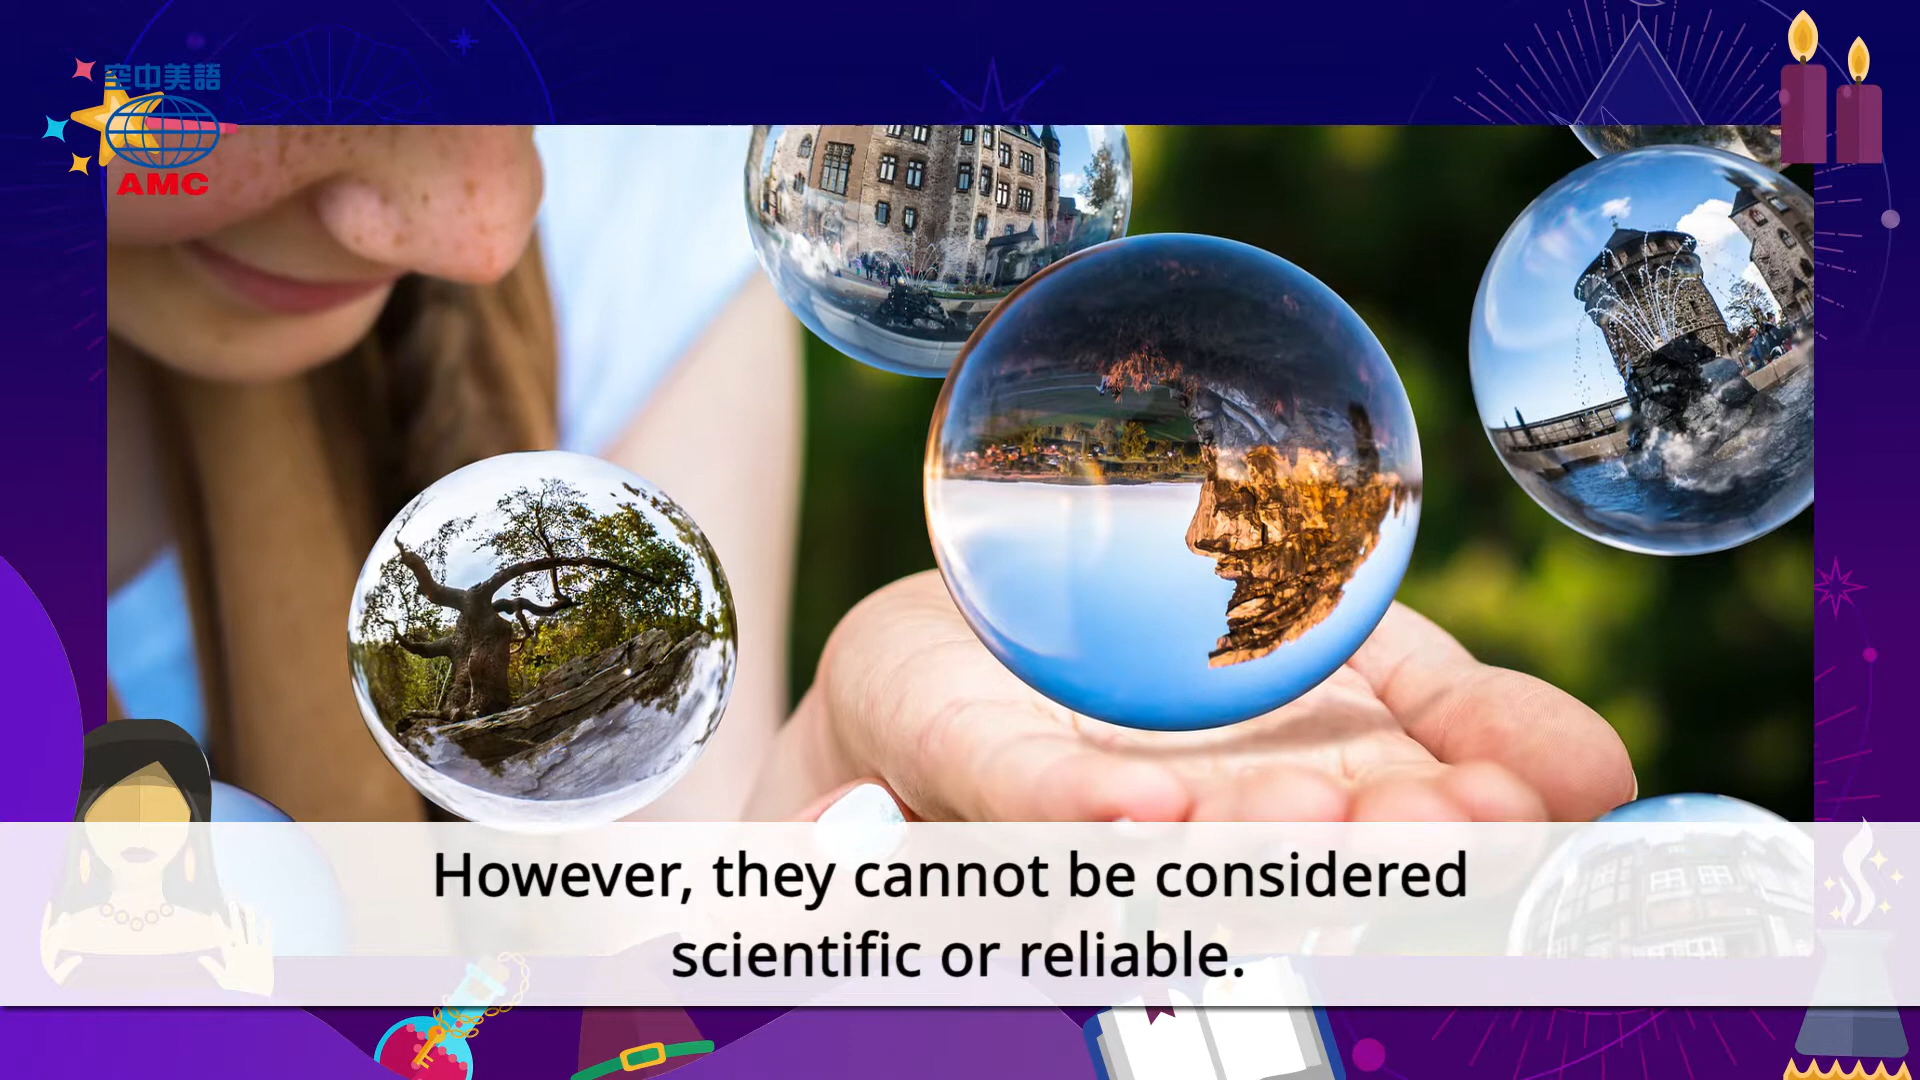 空中美語
AMC
However, they cannot be considered
scientific or reliable.